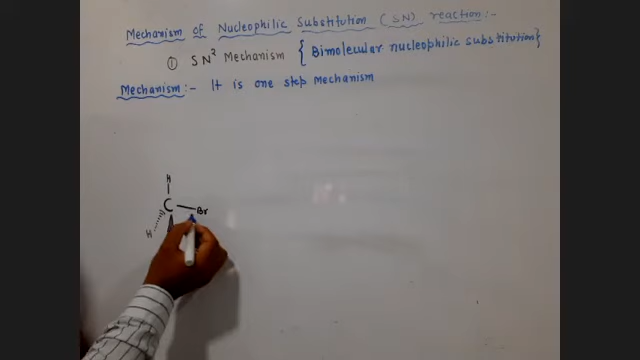 Mechanism of Nucleophilic Substitution (SN) reaction:-
① SN² Mechanism { Bimolecular nucleophilic substitution}
Mechanism:- It is one step Mechanism
H
C Br
H